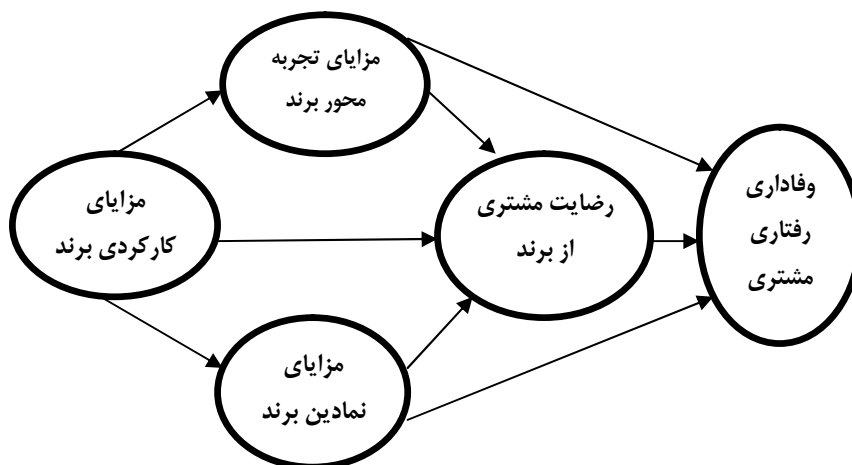 مزایای تجربه
محور برند
مزایای
کارکردی برند
رضایت مشتری
از برند
وفاداری
رفتاری
مشتری
مزایای
نمادین برند